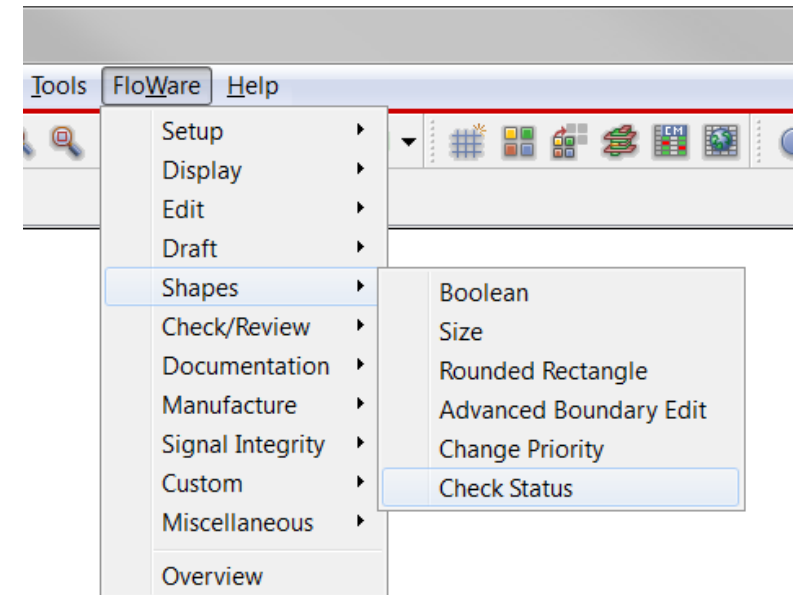 Tools FloWare Help
CM
Setup
Display
Edit
Draft
Shapes
Boolean
Size
Check/Review
Rounded Rectangle
Documentation
Advanced Boundary Edit
Manufacture
Change Priority
Signal Integrity
Check Status
Custom
Miscellaneous
Overview